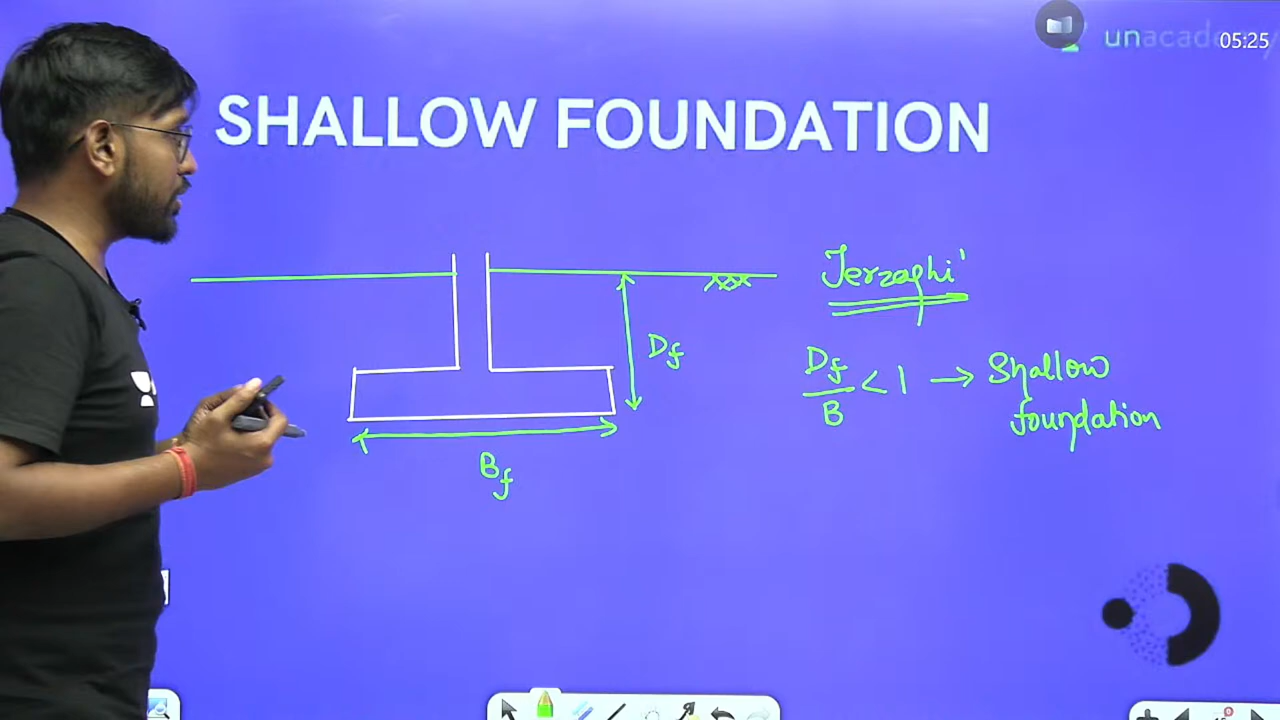 unacademy
05:25
SHALLOW FOUNDATION
Terzaghi'
Df
Df/B < 1 → Shallow foundation
Bf